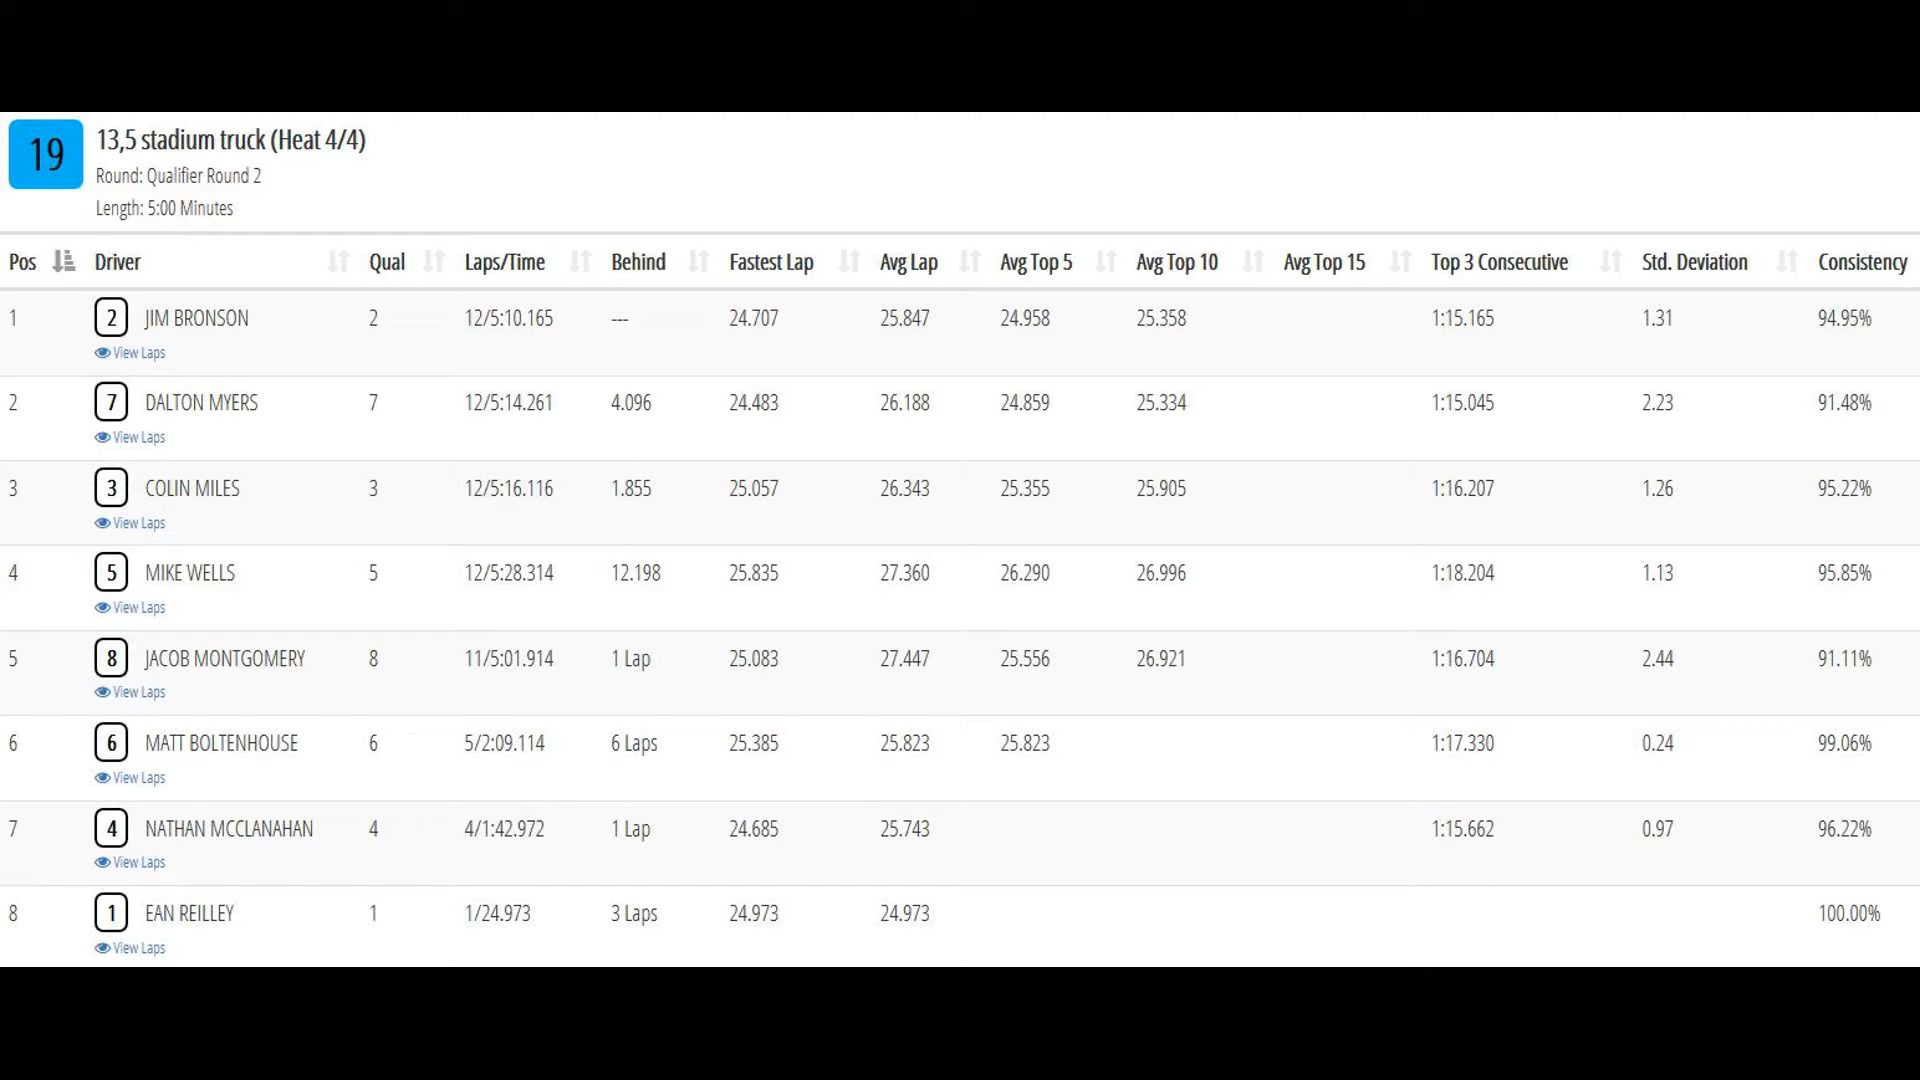 19
13,5 stadium truck (Heat 4/4)
Round: Qualifier Round 2
Length: 5:00 Minutes
Pos Driver Qual Laps/Time Behind Fastest Lap Avg Lap Avg Top 5 Avg Top 10 Avg Top 15 Top 3 Consecutive Std. Deviation Consistency
1 2 JIM BRONSON 2 12/5:10.165 --- 24.707 25.847 24.958 25.358 1:15.165 1.31 94.95%
View Laps
2 7 DALTON MYERS 7 12/5:14.261 4.096 24.483 26.188 24.859 25.334 1:15.045 2.23 91.48%
View Laps
3 3 COLIN MILES 3 12/5:16.116 1.855 25.057 26.343 25.355 25.905 1:16.207 1.26 95.22%
View Laps
4 5 MIKE WELLS 5 12/5:28.314 12.198 25.835 27.360 26.290 26.996 1:18.204 1.13 95.85%
View Laps
5 8 JACOB MONTGOMERY 8 11/5:01.914 1 Lap 25.083 27.447 25.556 26.921 1:16.704 2.44 91.11%
View Laps
6 6 MATT BOLTENHOUSE 6 5/2:09.114 6 Laps 25.385 25.823 25.823 1:17.330 0.24 99.06%
View Laps
7 4 NATHAN MCCLANAHAN 4 4/1:42.972 1 Lap 24.685 25.743 1:15.662 0.97 96.22%
View Laps
8 1 EAN REILLEY 1 1/24.973 3 Laps 24.973 24.973 100.00%
View Laps